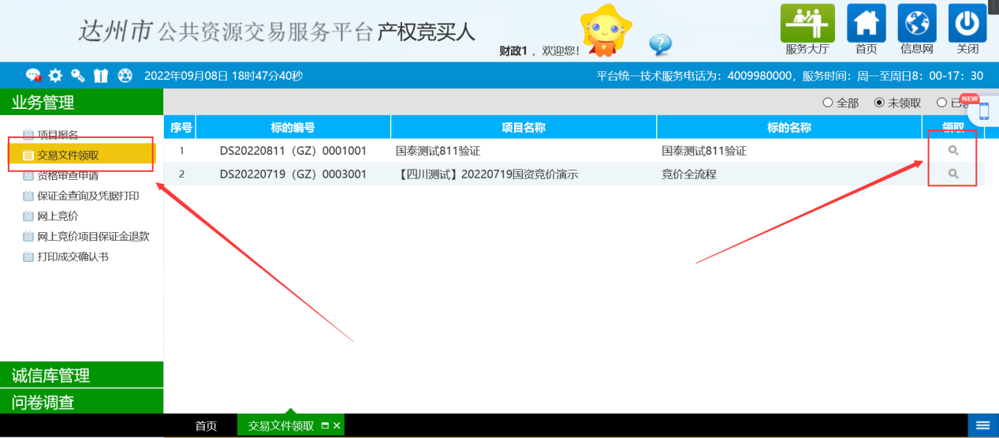 达州市 公共资源交易服务平台 产权竞买人
财政1 ，欢迎您!
?
服务大厅 首页 信息网 关闭
2022年09月08日 18时47分40秒
平台统一技术服务电话为：4009980000，服务时间：周一至周日8：00-17：30
业务管理
项目报名
交易文件领取
资格审查申请
保证金查询及凭据打印
网上竞价
网上竞价项目保证金退款
打印成交确认书
诚信库管理
问卷调查
全部 未领取 已
NEW
序号 标的编号 项目名称 标的名称 领取
1 DS20220811（GZ）0001001 国泰测试811验证 国泰测试811验证
2 DS20220719（GZ）0003001 【四川测试】20220719国资竞价演示 竞价全流程
首页 交易文件领取